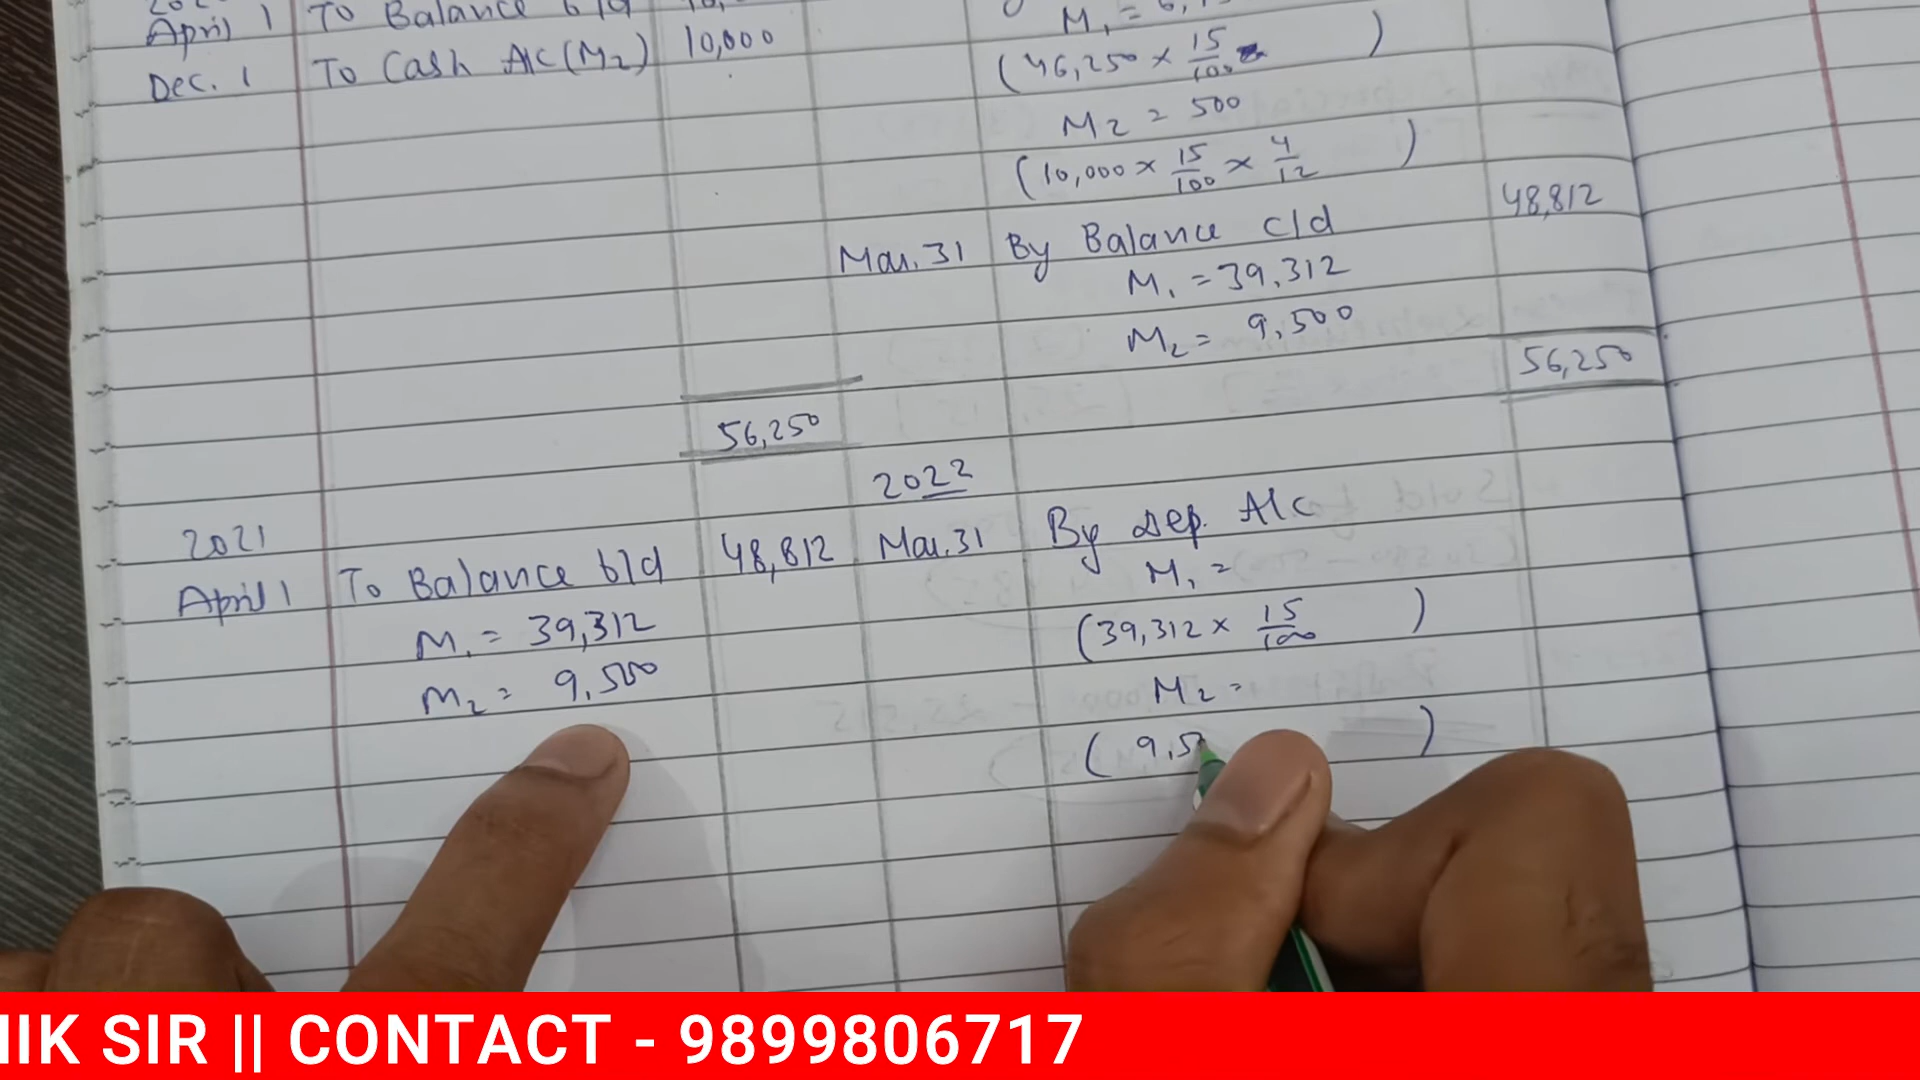 April 1 To Balance b/d
Dec. 1 To Cash A/c (M2) 10,000
M1 =
(46,250 × 15/100 )
M2 = 500
(10,000 × 15/100 × 4/12 )
Mar. 31 By Balance c/d 48,812
M1 = 39,312
M2 = 9,500
56,250 56,250
2022
2021
April 1 To Balance b/d 48,812 Mar. 31 By Dep. A/c
M1 = 39,312 M1 =
(39,312 × 15/100 )
M2 = 9,500 M2 =
( 9,5 )
SIR || CONTACT - 9899806717